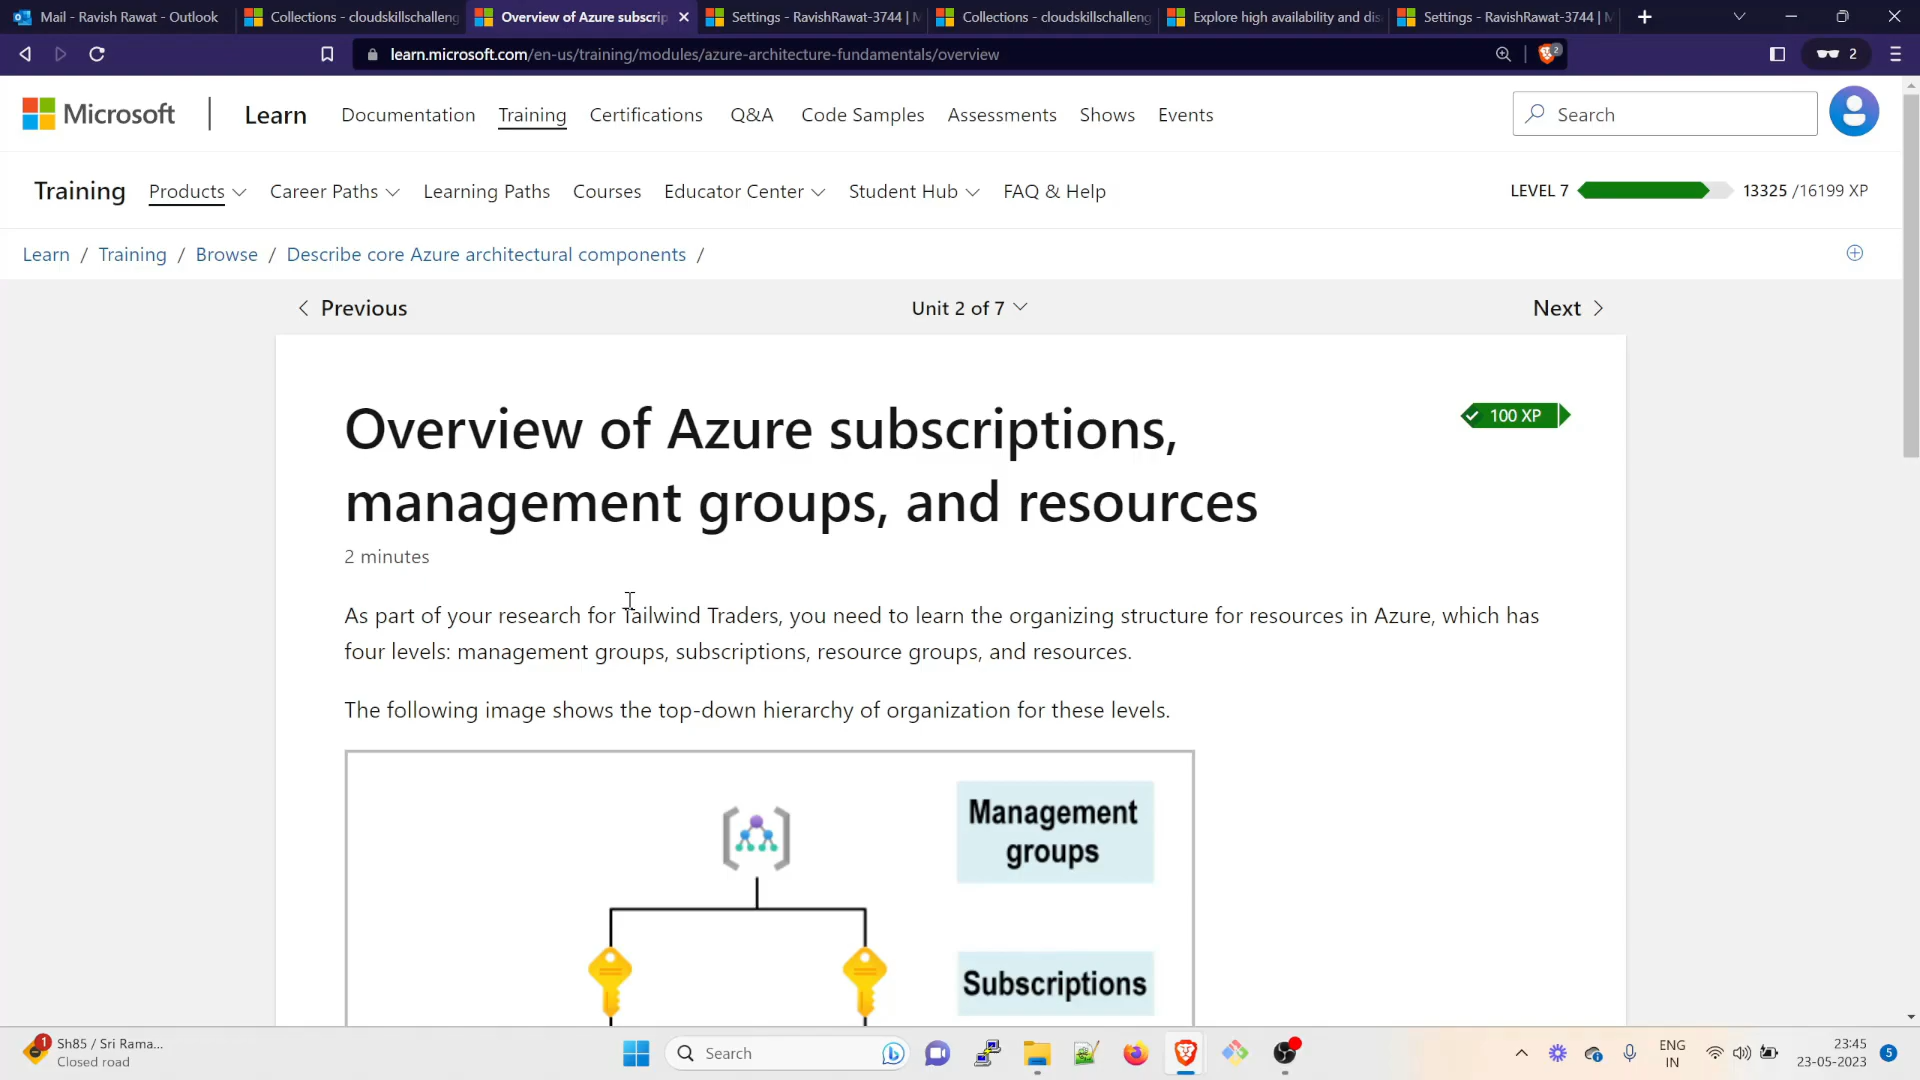 Mail - Ravish Rawat - Outlook
Collections - cloudskillschalleng
Overview of Azure subscrip
Settings - RavishRawat-3744 | M
Collections - cloudskillschalleng
Explore high availability and dis
Settings - RavishRawat-3744 | M
learn.microsoft.com/en-us/training/modules/azure-architecture-fundamentals/overview
2
2
Microsoft
Learn
Documentation
Training
Certifications
Q&A
Code Samples
Assessments
Shows
Events
Search
Training
Products
Career Paths
Learning Paths
Courses
Educator Center
Student Hub
FAQ & Help
LEVEL 7
13325 /16199 XP
Learn / Training / Browse / Describe core Azure architectural components /
Previous
Unit 2 of 7
Next
Overview of Azure subscriptions,
management groups, and resources
100 XP
2 minutes
As part of your research for Tailwind Traders, you need to learn the organizing structure for resources in Azure, which has
four levels: management groups, subscriptions, resource groups, and resources.
The following image shows the top-down hierarchy of organization for these levels.
Management
groups
Subscriptions
1
Sh85 / Sri Rama...
Closed road
Search
ENG
IN
23:45
23-05-2023
5